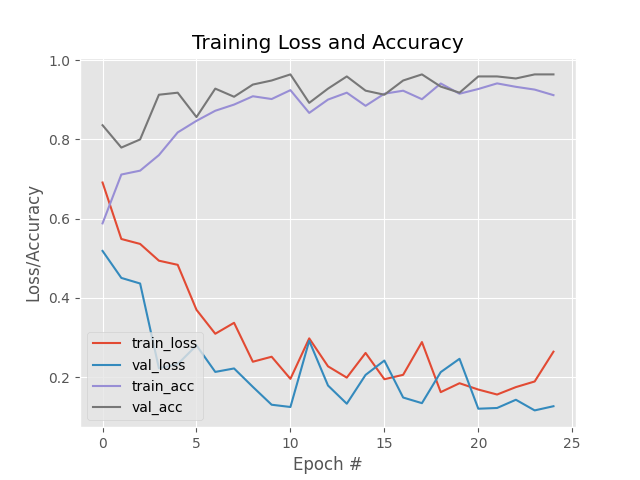 Training Loss and Accuracy
1.0
0.8
0.6
0.4
0.2
Loss/Accuracy
train_loss
val_loss
train_acc
val_acc
0 5 10 15 20 25
Epoch #